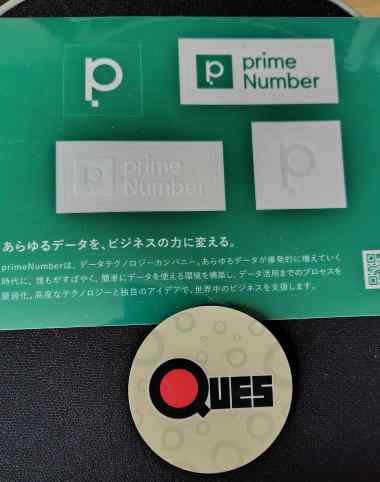 p
prime
Number
prime
Number
p
あらゆるデータを、ビジネスの力に変える。
primeNumberは、データテクノロジーカンパニー。あらゆるデータが爆発的に増えていく
時代に、誰もがすばやく、簡単にデータを使える環境を構築し、データ活用までのプロセスを
最適化。高度なテクノロジーと独自のアイデアで、世界中のビジネスを支援します。
QUES